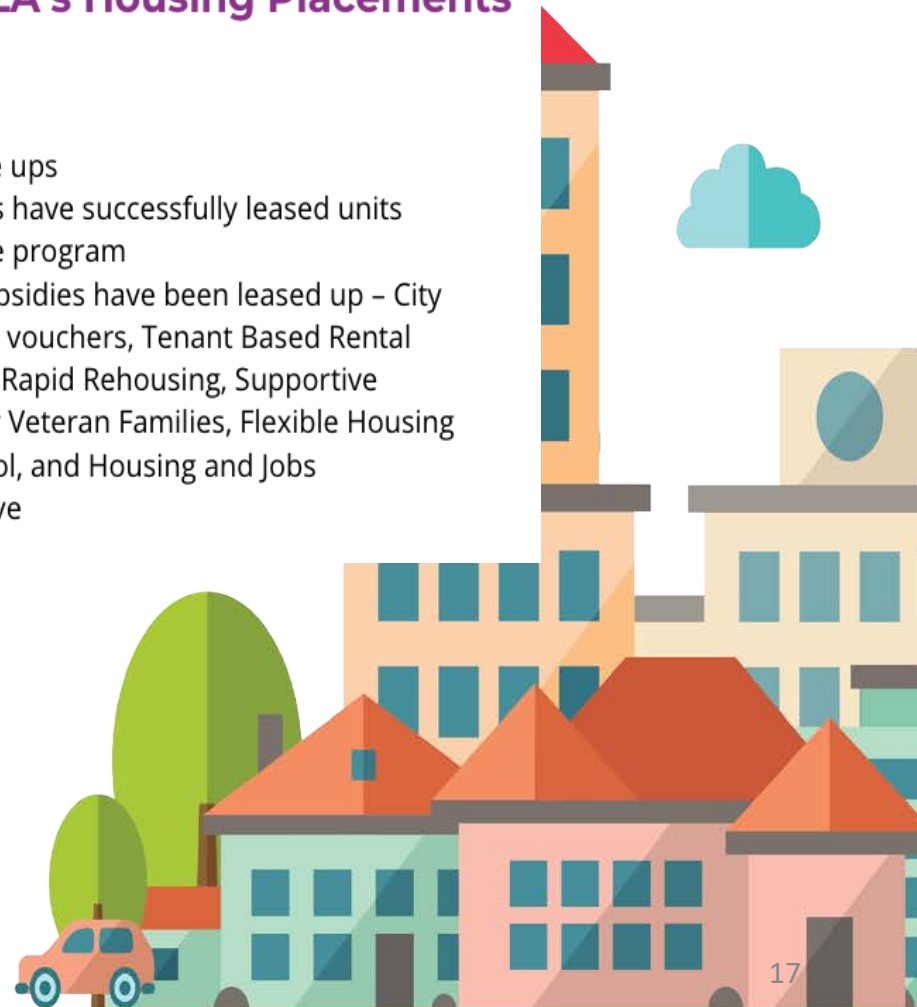 LA's Housing Placements
e ups
s have successfully leased units
e program
bsidies have been leased up – City
vouchers, Tenant Based Rental
Rapid Rehousing, Supportive
r Veteran Families, Flexible Housing
ol, and Housing and Jobs
ve
17